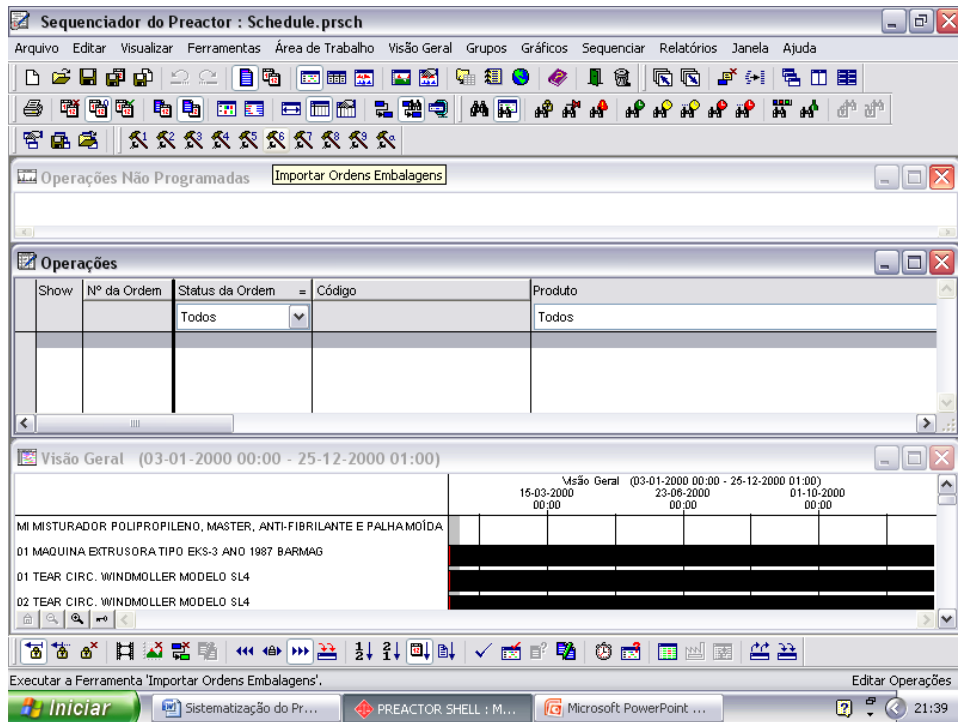 Sequenciador do Preactor : Schedule.prsch
Arquivo Editar Visualizar Ferramentas Área de Trabalho Visão Geral Grupos Gráficos Sequenciar Relatórios Janela Ajuda
Operações Não Programadas
Importar Ordens Embalagens
Operações
Show Nº da Ordem Status da Ordem = Código Produto
Todos Todos
Visão Geral (03-01-2000 00:00 - 25-12-2000 01:00)
Visão Geral (03-01-2000 00:00 - 25-12-2000 01:00)
15-03-2000 23-06-2000 01-10-2000
00:00 00:00 00:00
MI MISTURADOR POLIPROPILENO, MASTER, ANTI-FIBRILANTE E PALHA MOÍDA
01 MAQUINA EXTRUSORA TIPO EKS-3 ANO 1987 BARMAG
01 TEAR CIRC. WINDMOLLER MODELO SL4
02 TEAR CIRC. WINDMOLLER MODELO SL4
Executar a Ferramenta 'Importar Ordens Embalagens'. Editar Operações
Iniciar Sistematização do Pr... PREACTOR SHELL : M... Microsoft PowerPoint ... 21:39